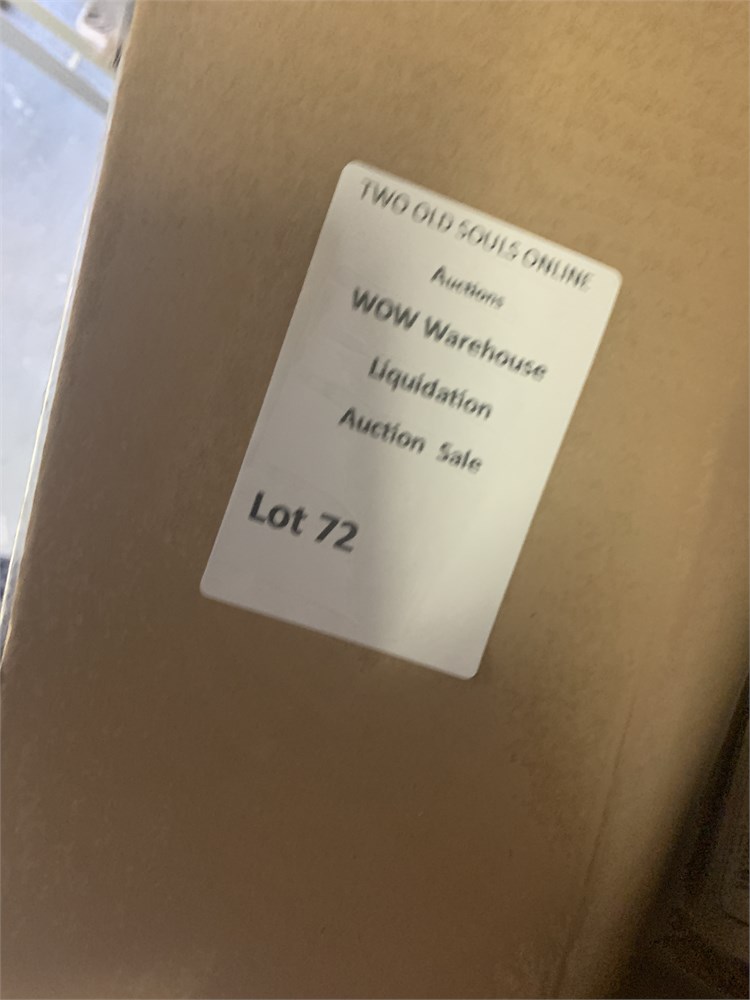 TWO OLD SOULS ONLINE
Auctions
WOW Warehouse
Liquidation
Auction Sale
Lot 72